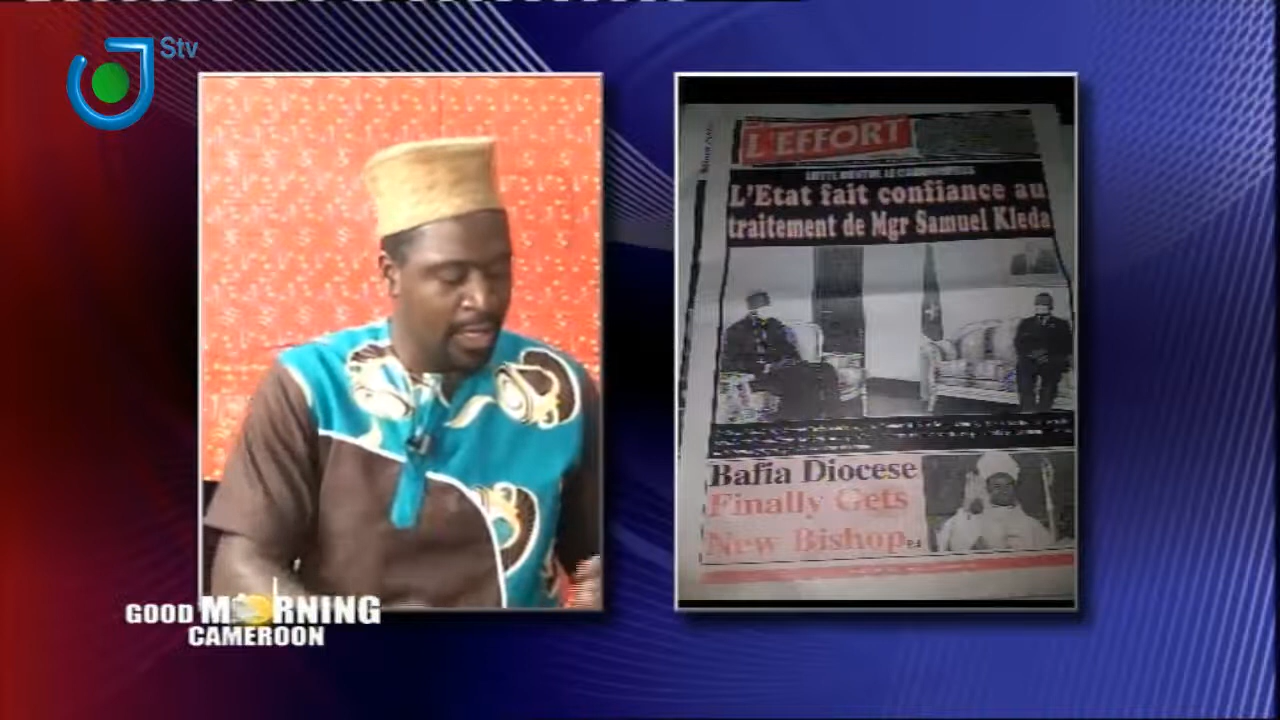 Stv
L'EFFORT
L'Etat fait confiance au
traitement de Mgr Samuel Kleda
Bafia Diocese
Finally Gets
New Bishop
GOOD MORNING
CAMEROON